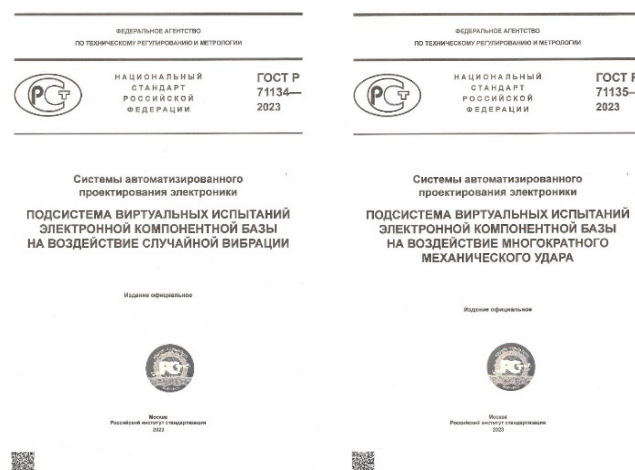 ФЕДЕРАЛЬНОЕ АГЕНТСТВО
ПО ТЕХНИЧЕСКОМУ РЕГУЛИРОВАНИЮ И МЕТРОЛОГИИ
НАЦИОНАЛЬНЫЙ
СТАНДАРТ
РОССИЙСКОЙ
ФЕДЕРАЦИИ
ГОСТ Р
71134—
2023
Системы автоматизированного
проектирования электроники
ПОДСИСТЕМА ВИРТУАЛЬНЫХ ИСПЫТАНИЙ
ЭЛЕКТРОННОЙ КОМПОНЕНТНОЙ БАЗЫ
НА ВОЗДЕЙСТВИЕ СЛУЧАЙНОЙ ВИБРАЦИИ
Издание официальное
Москва
Российский институт стандартизации
2023
ФЕДЕРАЛЬНОЕ АГЕНТСТВО
ПО ТЕХНИЧЕСКОМУ РЕГУЛИРОВАНИЮ И МЕТРОЛОГИИ
НАЦИОНАЛЬНЫЙ
СТАНДАРТ
РОССИЙСКОЙ
ФЕДЕРАЦИИ
ГОСТ Р
71135—
2023
Системы автоматизированного
проектирования электроники
ПОДСИСТЕМА ВИРТУАЛЬНЫХ ИСПЫТАНИЙ
ЭЛЕКТРОННОЙ КОМПОНЕНТНОЙ БАЗЫ
НА ВОЗДЕЙСТВИЕ МНОГОКРАТНОГО
МЕХАНИЧЕСКОГО УДАРА
Издание официальное
Москва
Российский институт стандартизации
2023